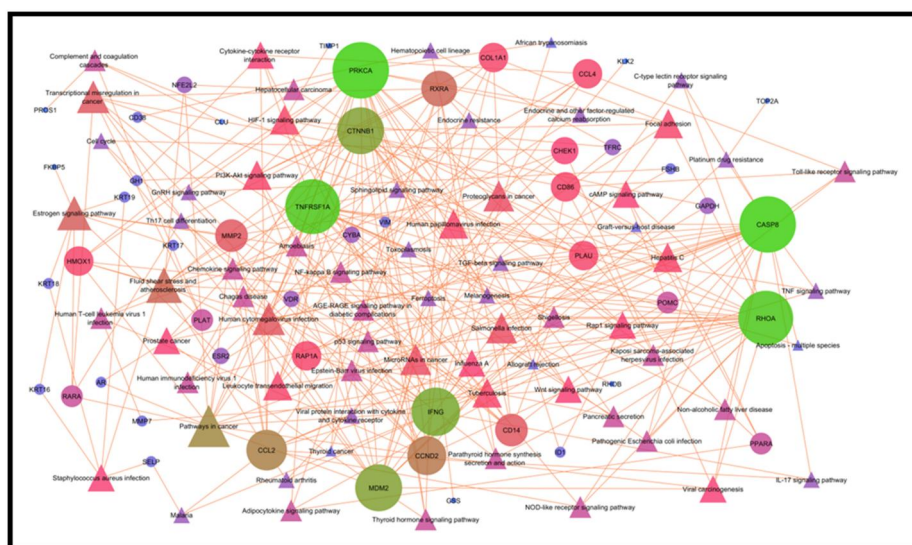 Complement and coagulation
cascades
Cytokine-cytokine receptor
interaction
TIMP1
Hematopoietic cell lineage
African trypanosomiasis
KLK2
PRKCA
COL1A1
CCL4
C-type lectin receptor signaling
pathway
NFE2L2
Hepatocellular carcinoma
RXRA
Transcriptional misregulation in
cancer
Endocrine and other factor-regulated
calcium reabsorption
TOP2A
PROS1
CD38
CLU
HIF-1 signaling pathway
Endocrine resistance
Focal adhesion
CTNNB1
TFRC
Cell cycle
CHEK1
Platinum drug resistance
FKBP5
FSHB
Toll-like receptor signaling
pathway
PI3K-Akt signaling pathway
GH1
GnRH signaling pathway
Sphingolipid signaling pathway
Proteoglycans in cancer
CD86
cAMP signaling pathway
KRT19
GAPDH
Estrogen signaling pathway
TNFRSF1A
Th17 cell differentiation
VIM
Human papillomavirus infection
Graft-versus-host disease
CASP8
MMP2
CYBA
KRT17
Amoebiasis
Toxoplasmosis
PLAU
HMOX1
TGF-beta signaling pathway
Hepatitis C
Chemokine signaling pathway
NF-kappa B signaling pathway
KRT18
Fluid shear stress and
atherosclerosis
Chagas disease
VDR
Ferroptosis
Melanogenesis
TNF signaling pathway
POMC
AGE-RAGE signaling pathway in
diabetic complications
Human T-cell leukemia virus 1
infection
PLAT
Human cytomegalovirus infection
Shigellosis
RHOA
Salmonella infection
Rap1 signaling pathway
p53 signaling pathway
Prostate cancer
Apoptosis - multiple species
ESR2
RAP1A
MicroRNAs in cancer
Influenza A
Allograft rejection
Kaposi sarcoma-associated
herpesvirus infection
Epstein-Barr virus infection
AR
Human immunodeficiency virus 1
infection
Leukocyte transendothelial migration
RHOB
KRT16
RARA
Tuberculosis
Wnt signaling pathway
Viral protein interaction with cytokine
and cytokine receptor
IFNG
Non-alcoholic fatty liver disease
MMP7
Pathways in cancer
Pancreatic secretion
CD14
Pathogenic Escherichia coli infection
PPARA
CCL2
Thyroid cancer
CCND2
ID1
Parathyroid hormone synthesis
secretion and action
SELP
Staphylococcus aureus infection
Rheumatoid arthritis
IL-17 signaling pathway
MDM2
Viral carcinogenesis
Malaria
Adipocytokine signaling pathway
Thyroid hormone signaling pathway
NOD-like receptor signaling pathway